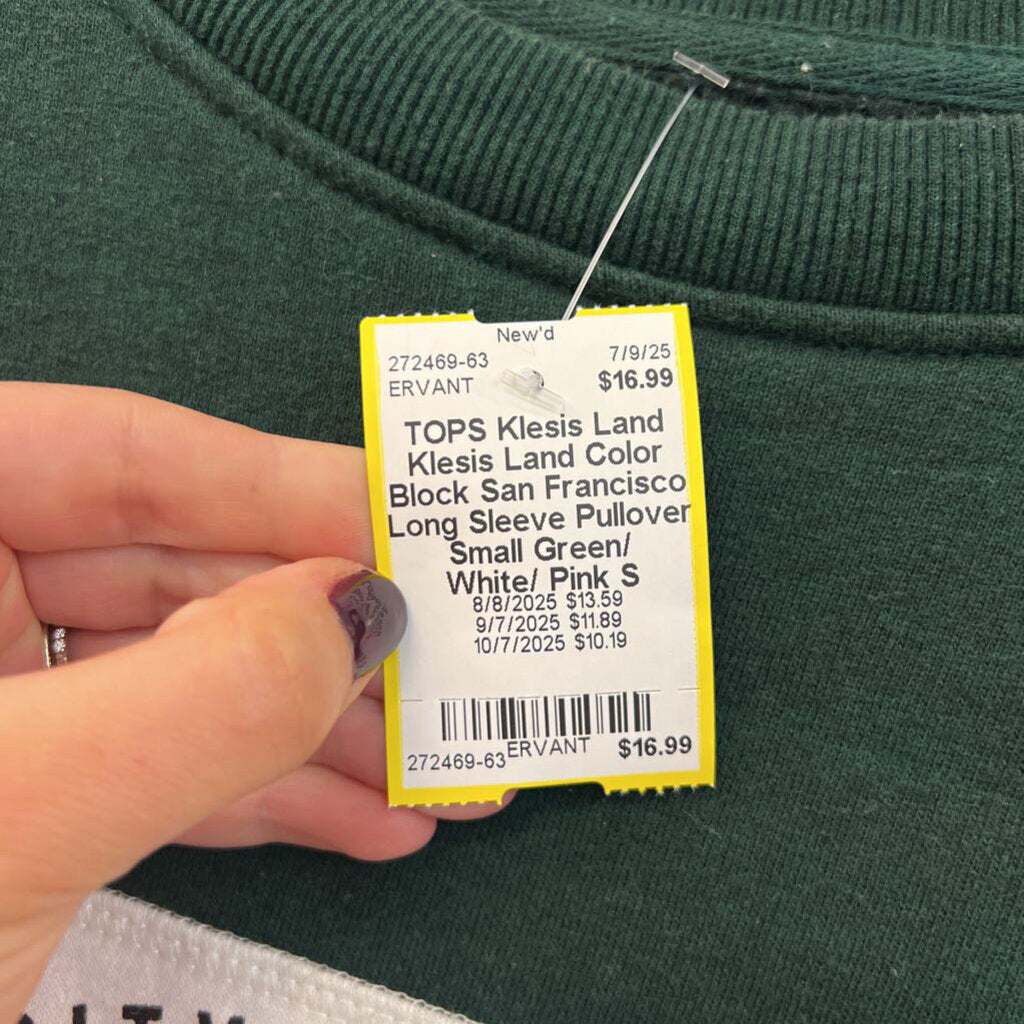 New'd
272469-63 7/9/25
ERVANT $16.99
TOPS Klesis Land
Klesis Land Color
Block San Francisco
Long Sleeve Pullover
Small Green/
White/ Pink S
8/8/2025 $13.59
9/7/2025 $11.89
10/7/2025 $10.19
272469-63 ERVANT $16.99